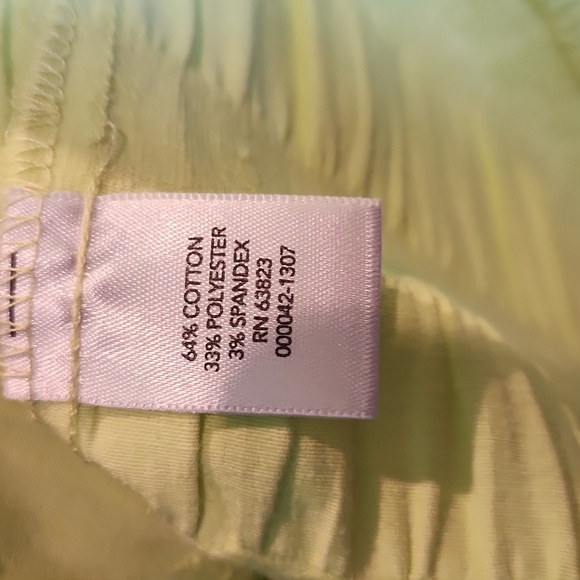 64% COTTON
33% POLYESTER
3% SPANDEX
RN 63823
000042-1307